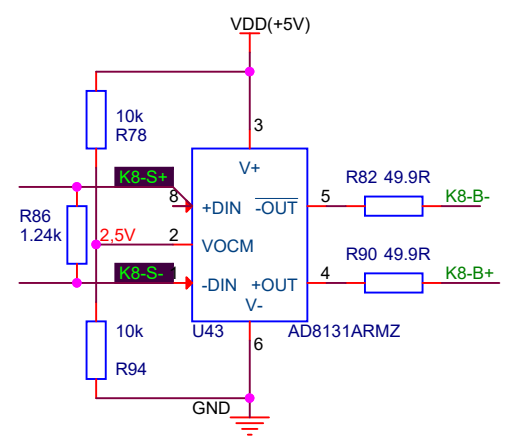 VDD(+5V)
10k
R78
3
V+
K8-S+
8
+DIN
-OUT
5
R82 49.9R
K8-B-
R86
1.24k
2,5V
2
VOCM
R90 49.9R
K8-S-
1
-DIN
+OUT
4
K8-B+
V-
10k
R94
U43
6
AD8131ARMZ
GND